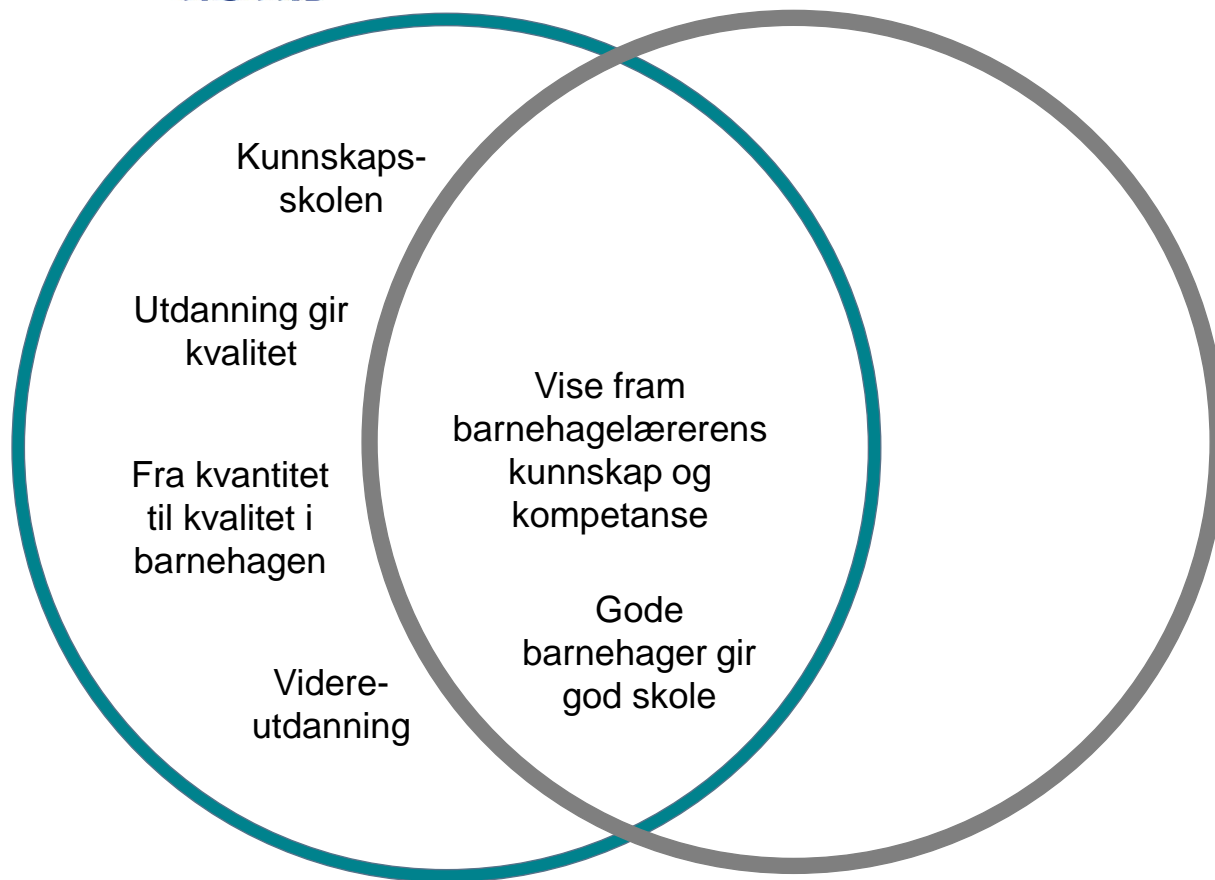 Kunnskaps-
skolen
Utdanning gir
kvalitet
Fra kvantitet
til kvalitet i
barnehagen
Videre-
utdanning
Vise fram
barnehagelærerens
kunnskap og
kompetanse
Gode
barnehager gir
god skole